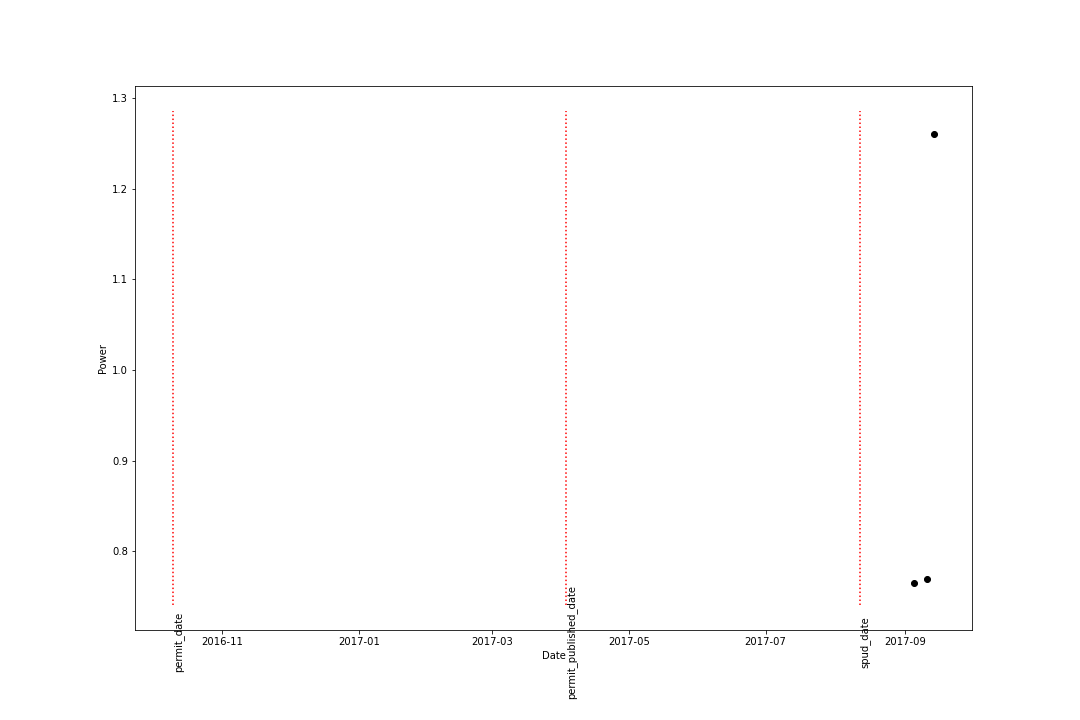 1.3
1.2
1.1
1.0
0.9
0.8
Power
2016-11
2017-01
2017-03
2017-05
2017-07
2017-09
Date
permit_date
permit_published_date
spud_date